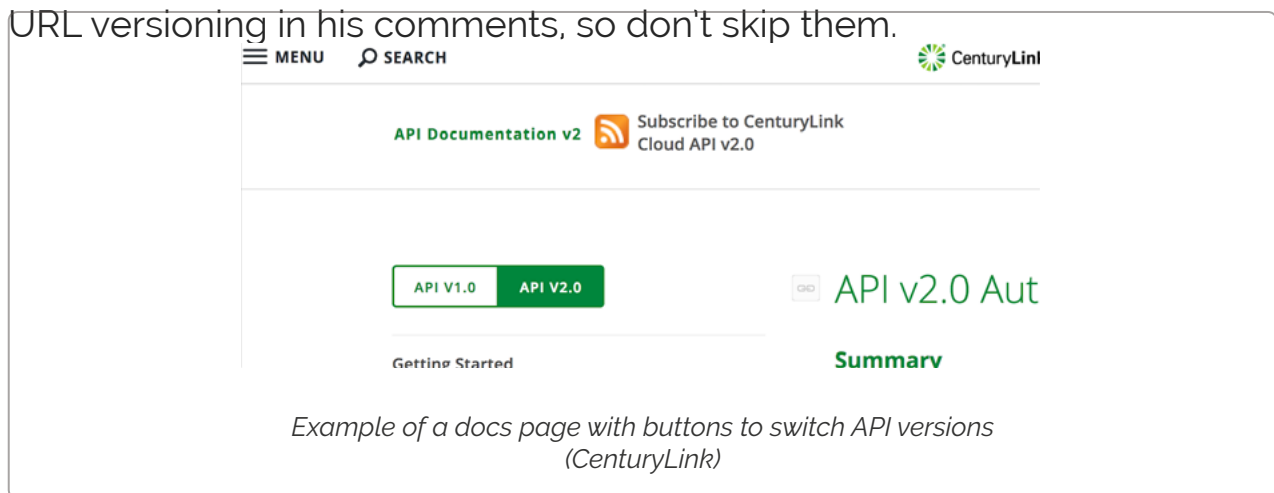 URL versioning in his comments, so don't skip them.
MENU SEARCH CenturyLinl
API Documentation v2
Subscribe to CenturyLink
Cloud API v2.0
API V1.0 API V2.0
API v2.0 Aut
Getting Started
Summary
Example of a docs page with buttons to switch API versions
(CenturyLink)